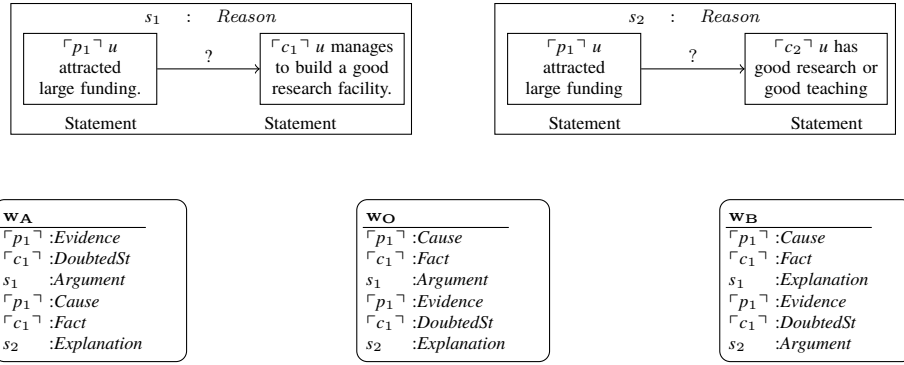 s1 : Reason
⌜p1⌝ u
attracted
large funding.
?
⌜c1⌝ u manages
to build a good
research facility.
Statement
Statement
s2 : Reason
⌜p1⌝ u
attracted
large funding
?
⌜c2⌝ u has
good research or
good teaching
Statement
Statement
wA
⌜p1⌝ :Evidence
⌜c1⌝ :DoubtedSt
s1 :Argument
⌜p1⌝ :Cause
⌜c1⌝ :Fact
s2 :Explanation
wO
⌜p1⌝ :Cause
⌜c1⌝ :Fact
s1 :Argument
⌜p1⌝ :Evidence
⌜c1⌝ :DoubtedSt
s2 :Explanation
wB
⌜p1⌝ :Cause
⌜c1⌝ :Fact
s1 :Explanation
⌜p1⌝ :Evidence
⌜c1⌝ :DoubtedSt
s2 :Argument